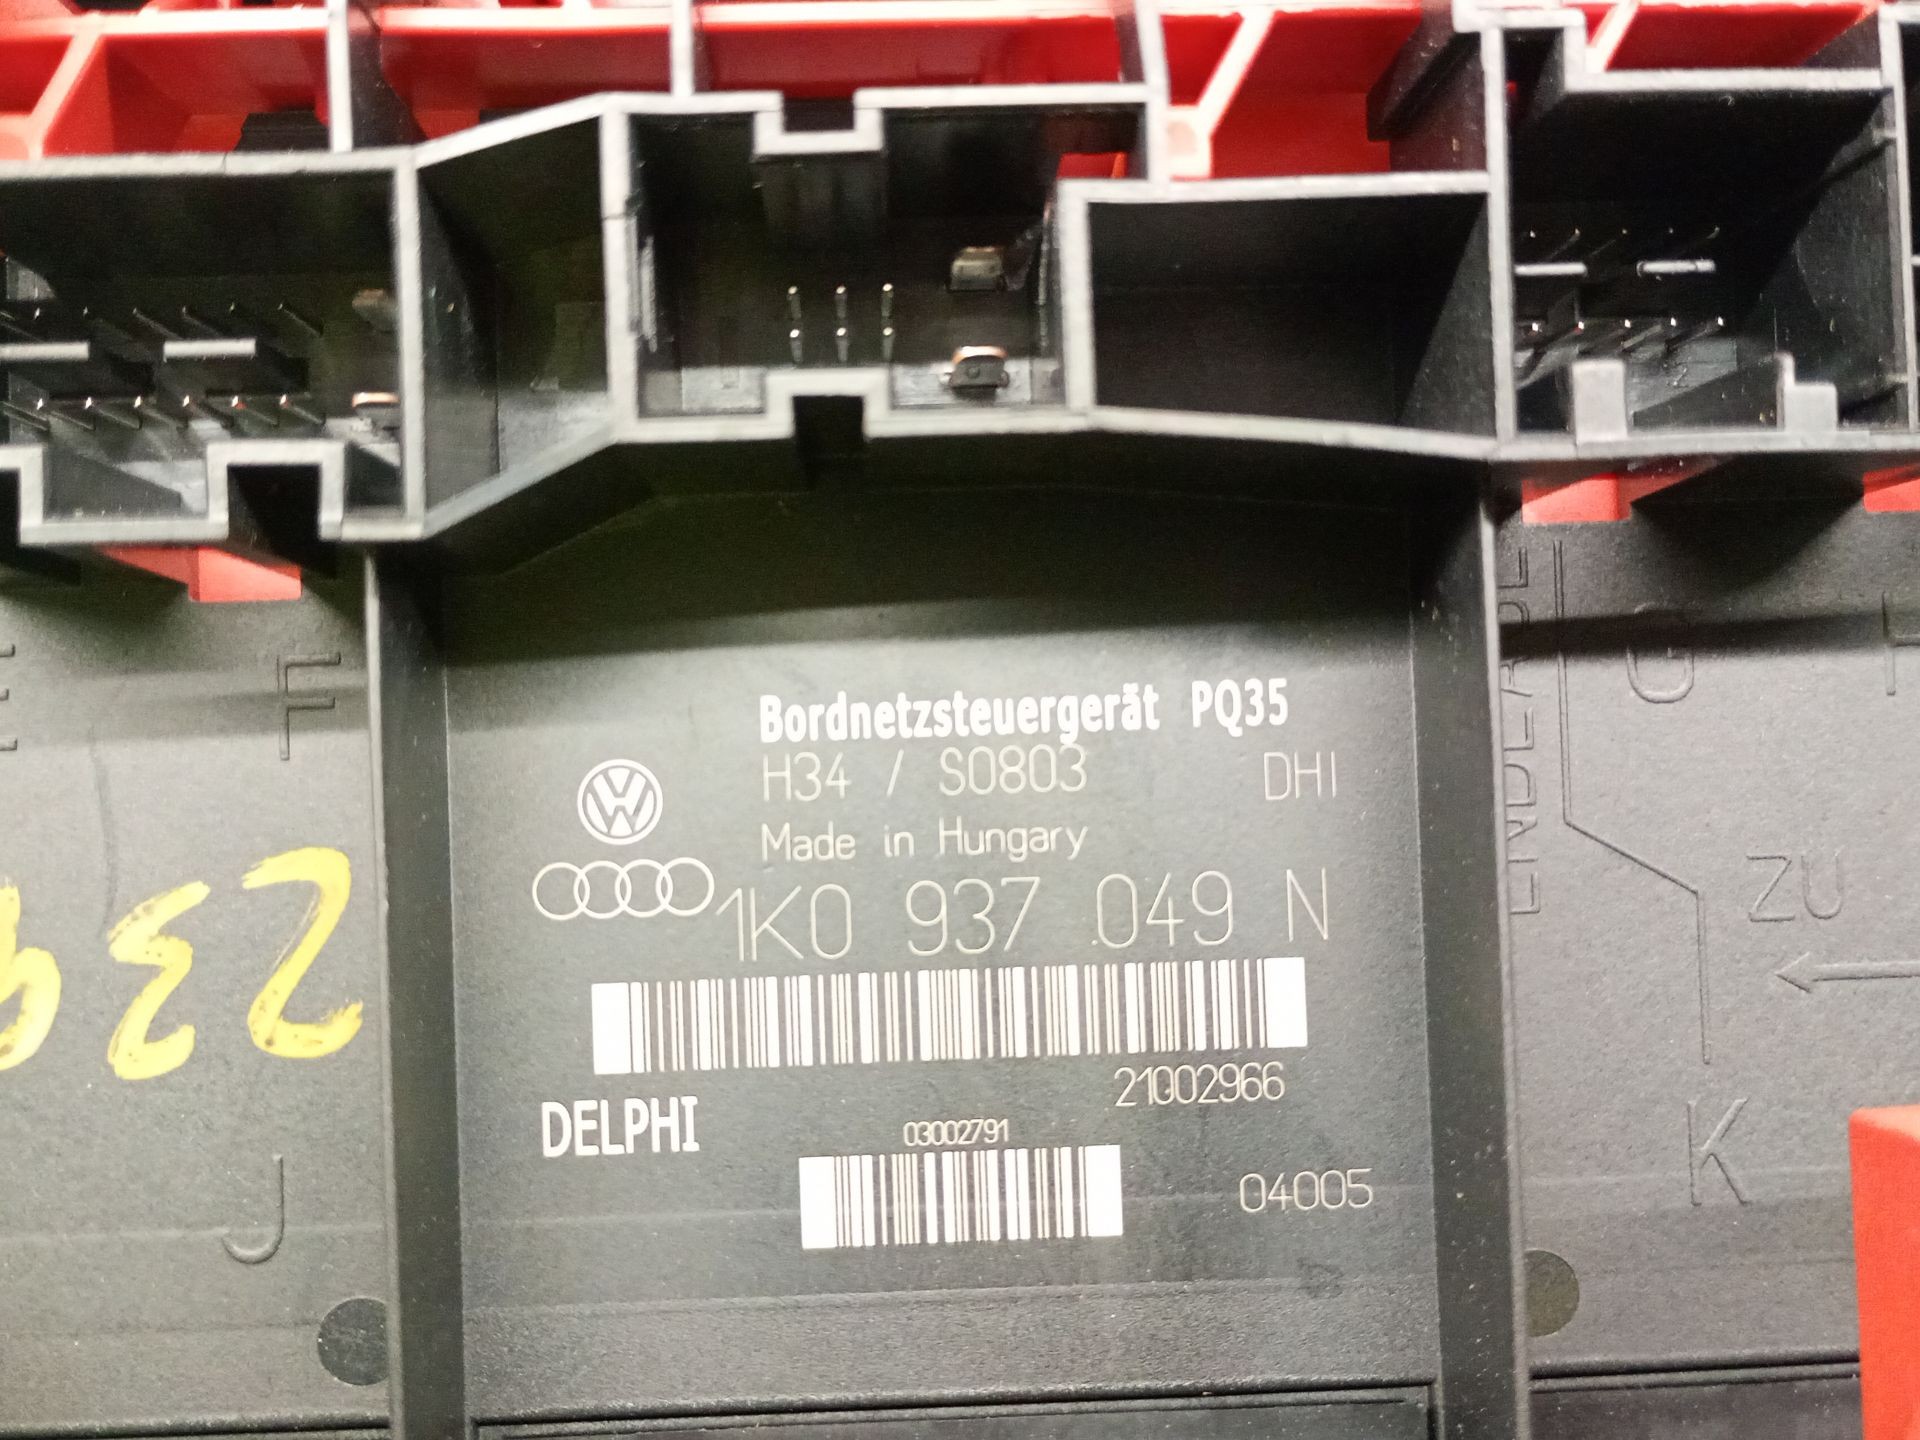 Bordnetzsteuergerät PQ35
H34 / S0803 DHI
Made in Hungary
1K0 937 049 N
21002966
DELPHI
03002791
04005
F
J
G
ZU
K